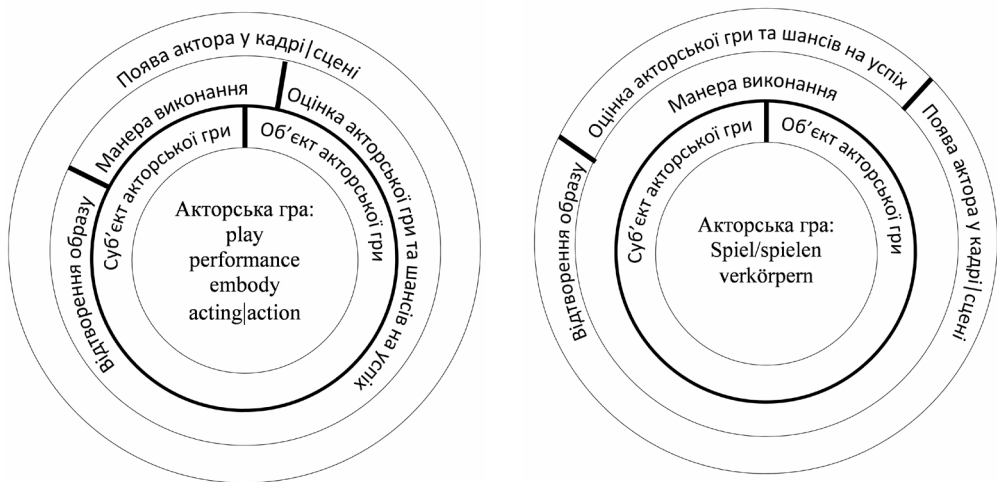 Поява актора у кадрі|сцені
Манера виконання
Оцінка акторської гри та шансів на успіх
Відтворення образу
Суб’єкт акторської гри
Об’єкт акторської гри
Акторська гра:
play
performance
embody
acting|action
Оцінка акторської гри та шансів на успіх
Манера виконання
Поява актора у кадрі|сцені
Відтворення образу
Суб’єкт акторської гри
Об’єкт акторської гри
Акторська гра:
Spiel/spielen
verkörpern